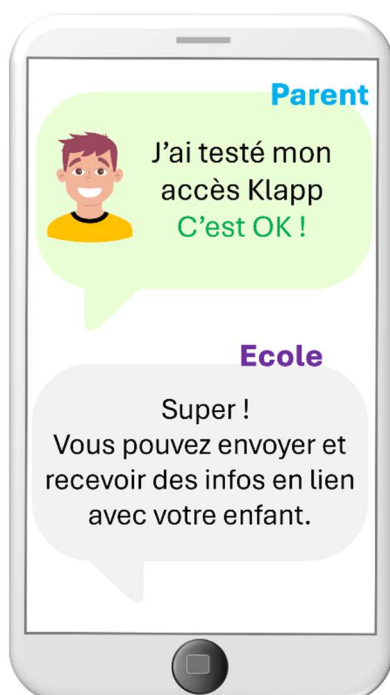 Parent
J'ai testé mon
accès Klapp
C'est OK !
Ecole
Super !
Vous pouvez envoyer et
recevoir des infos en lien
avec votre enfant.